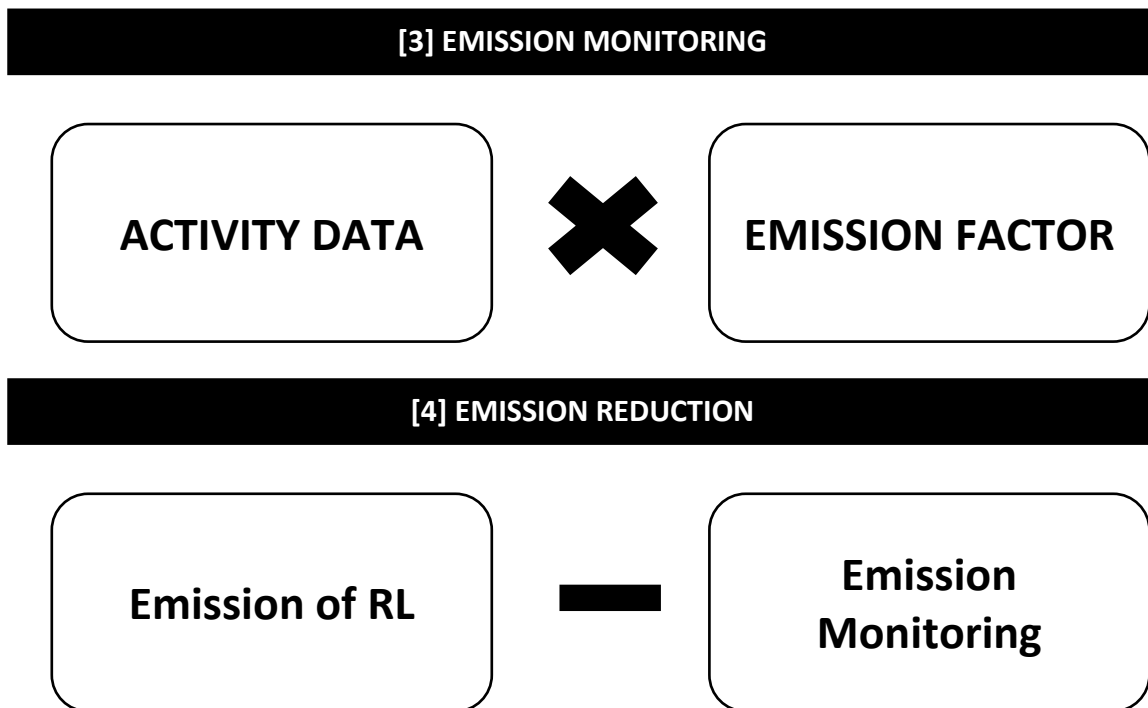 [3] EMISSION MONITORING
ACTIVITY DATA
EMISSION FACTOR
[4] EMISSION REDUCTION
Emission of RL
Emission
Monitoring